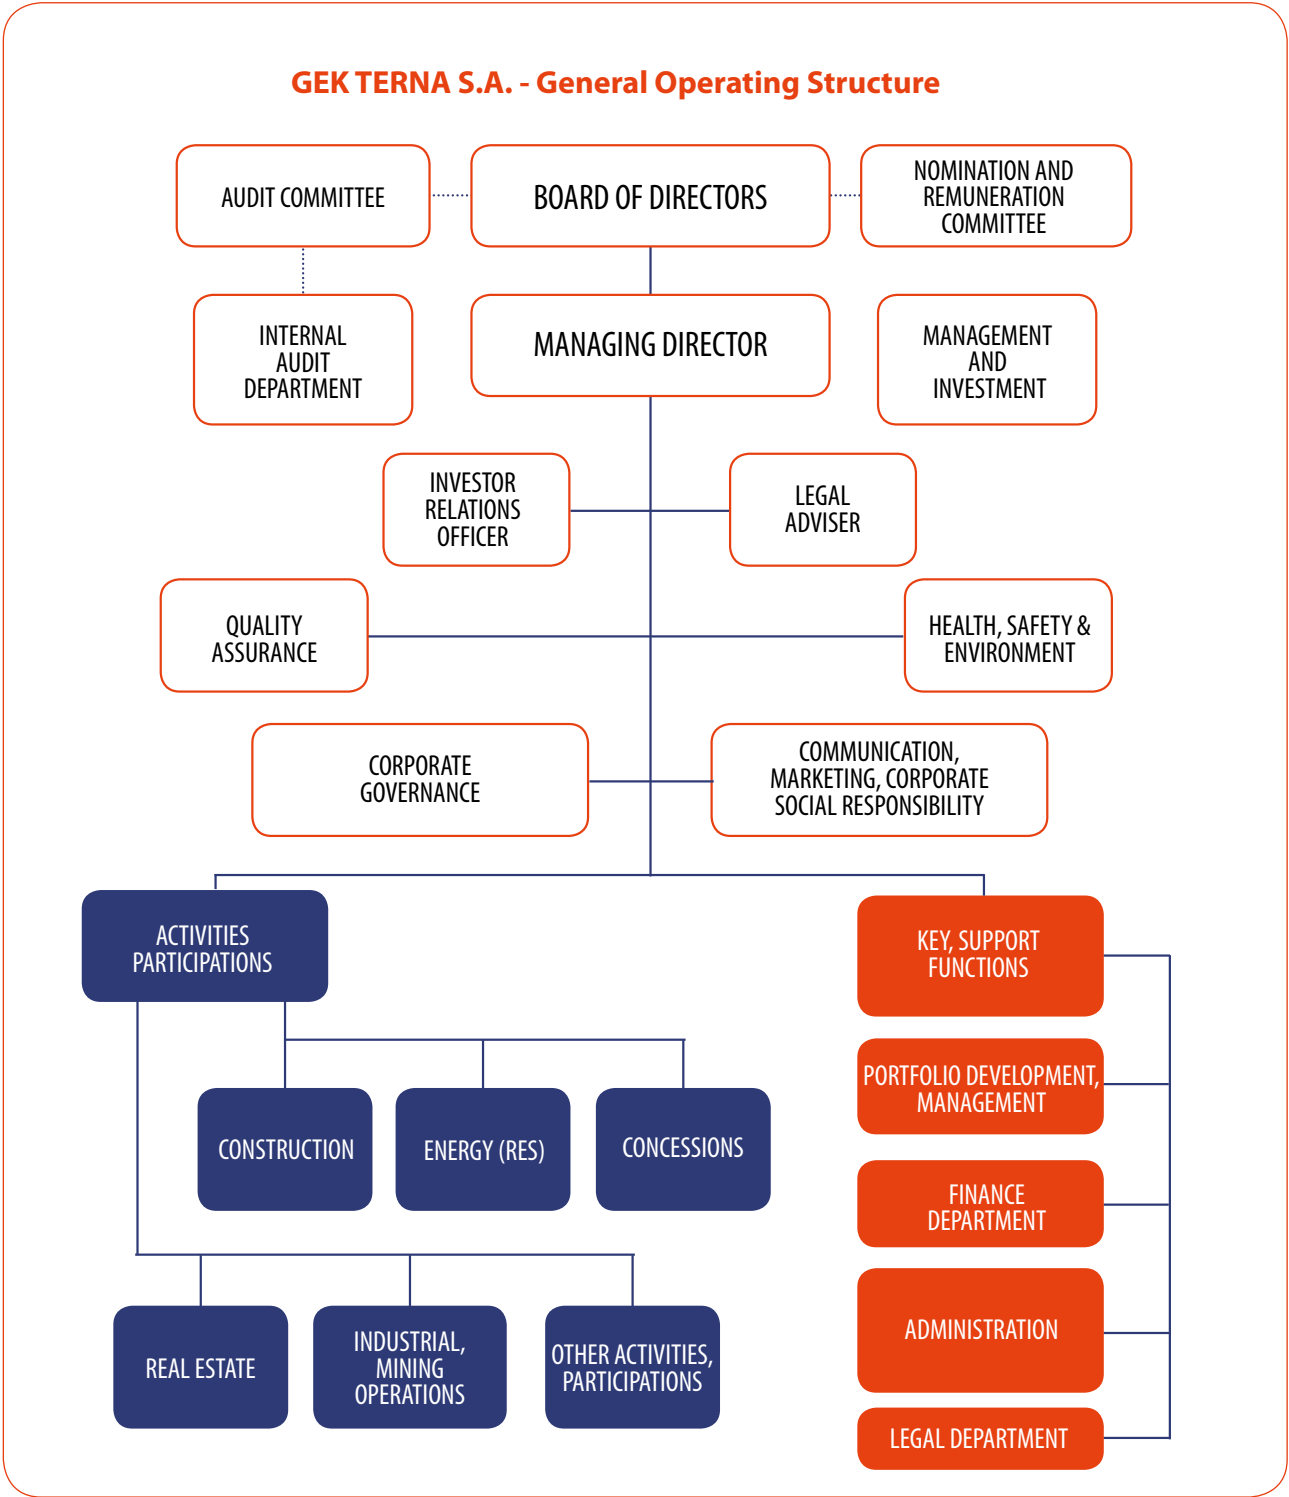 GEK TERNA S.A. - General Operating Structure
AUDIT COMMITTEE
BOARD OF DIRECTORS
NOMINATION AND
REMUNERATION
COMMITTEE
INTERNAL
AUDIT
DEPARTMENT
MANAGING DIRECTOR
MANAGEMENT
AND
INVESTMENT
INVESTOR
RELATIONS
OFFICER
LEGAL
ADVISER
QUALITY
ASSURANCE
HEALTH, SAFETY &
ENVIRONMENT
CORPORATE
GOVERNANCE
COMMUNICATION,
MARKETING, CORPORATE
SOCIAL RESPONSIBILITY
ACTIVITIES
PARTICIPATIONS
KEY, SUPPORT
FUNCTIONS
PORTFOLIO DEVELOPMENT,
MANAGEMENT
CONSTRUCTION
ENERGY (RES)
CONCESSIONS
FINANCE
DEPARTMENT
ADMINISTRATION
REAL ESTATE
INDUSTRIAL,
MINING
OPERATIONS
OTHER ACTIVITIES,
PARTICIPATIONS
LEGAL DEPARTMENT